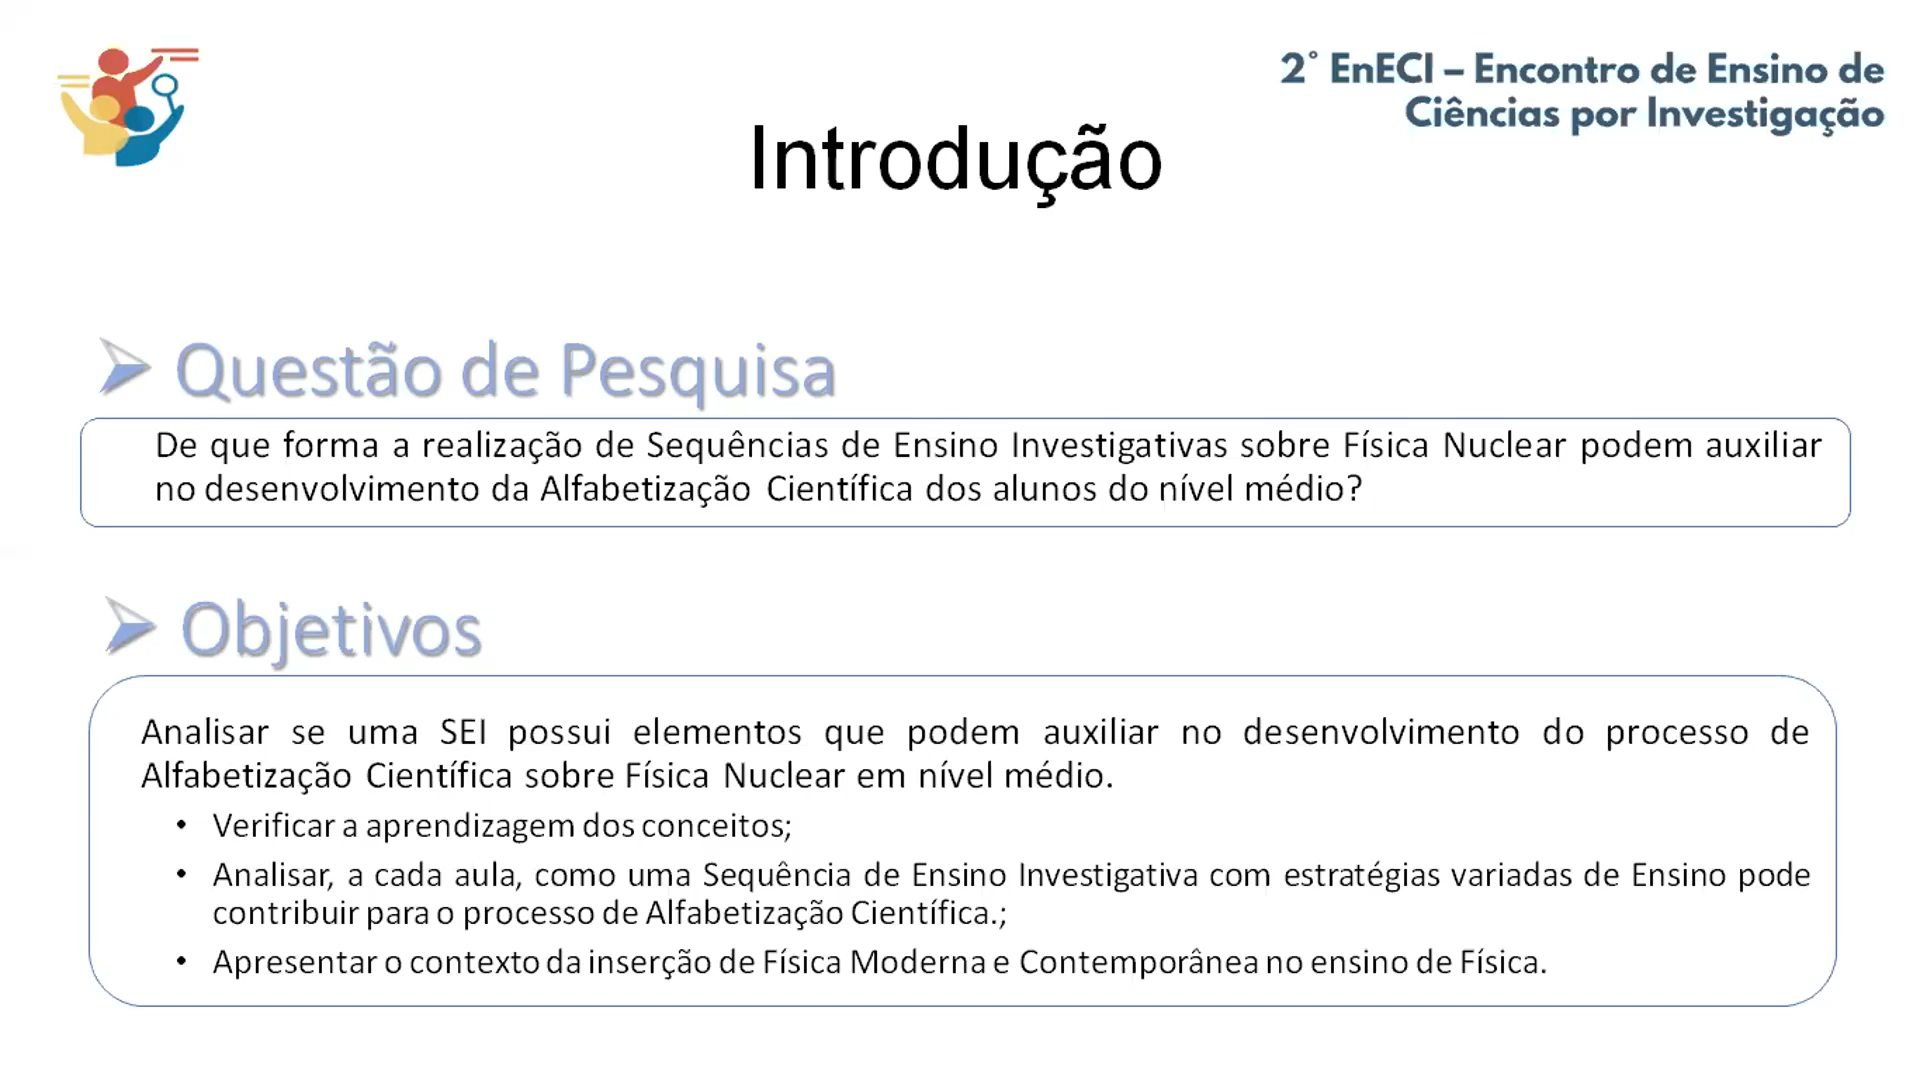 2° EnECI – Encontro de Ensino de
Ciências por Investigação
Introdução
Questão de Pesquisa
De que forma a realização de Sequências de Ensino Investigativas sobre Física Nuclear podem auxiliar
no desenvolvimento da Alfabetização Científica dos alunos do nível médio?
Objetivos
Analisar se uma SEI possui elementos que podem auxiliar no desenvolvimento do processo de
Alfabetização Científica sobre Física Nuclear em nível médio.
• Verificar a aprendizagem dos conceitos;
• Analisar, a cada aula, como uma Sequência de Ensino Investigativa com estratégias variadas de Ensino pode
contribuir para o processo de Alfabetização Científica.;
• Apresentar o contexto da inserção de Física Moderna e Contemporânea no ensino de Física.